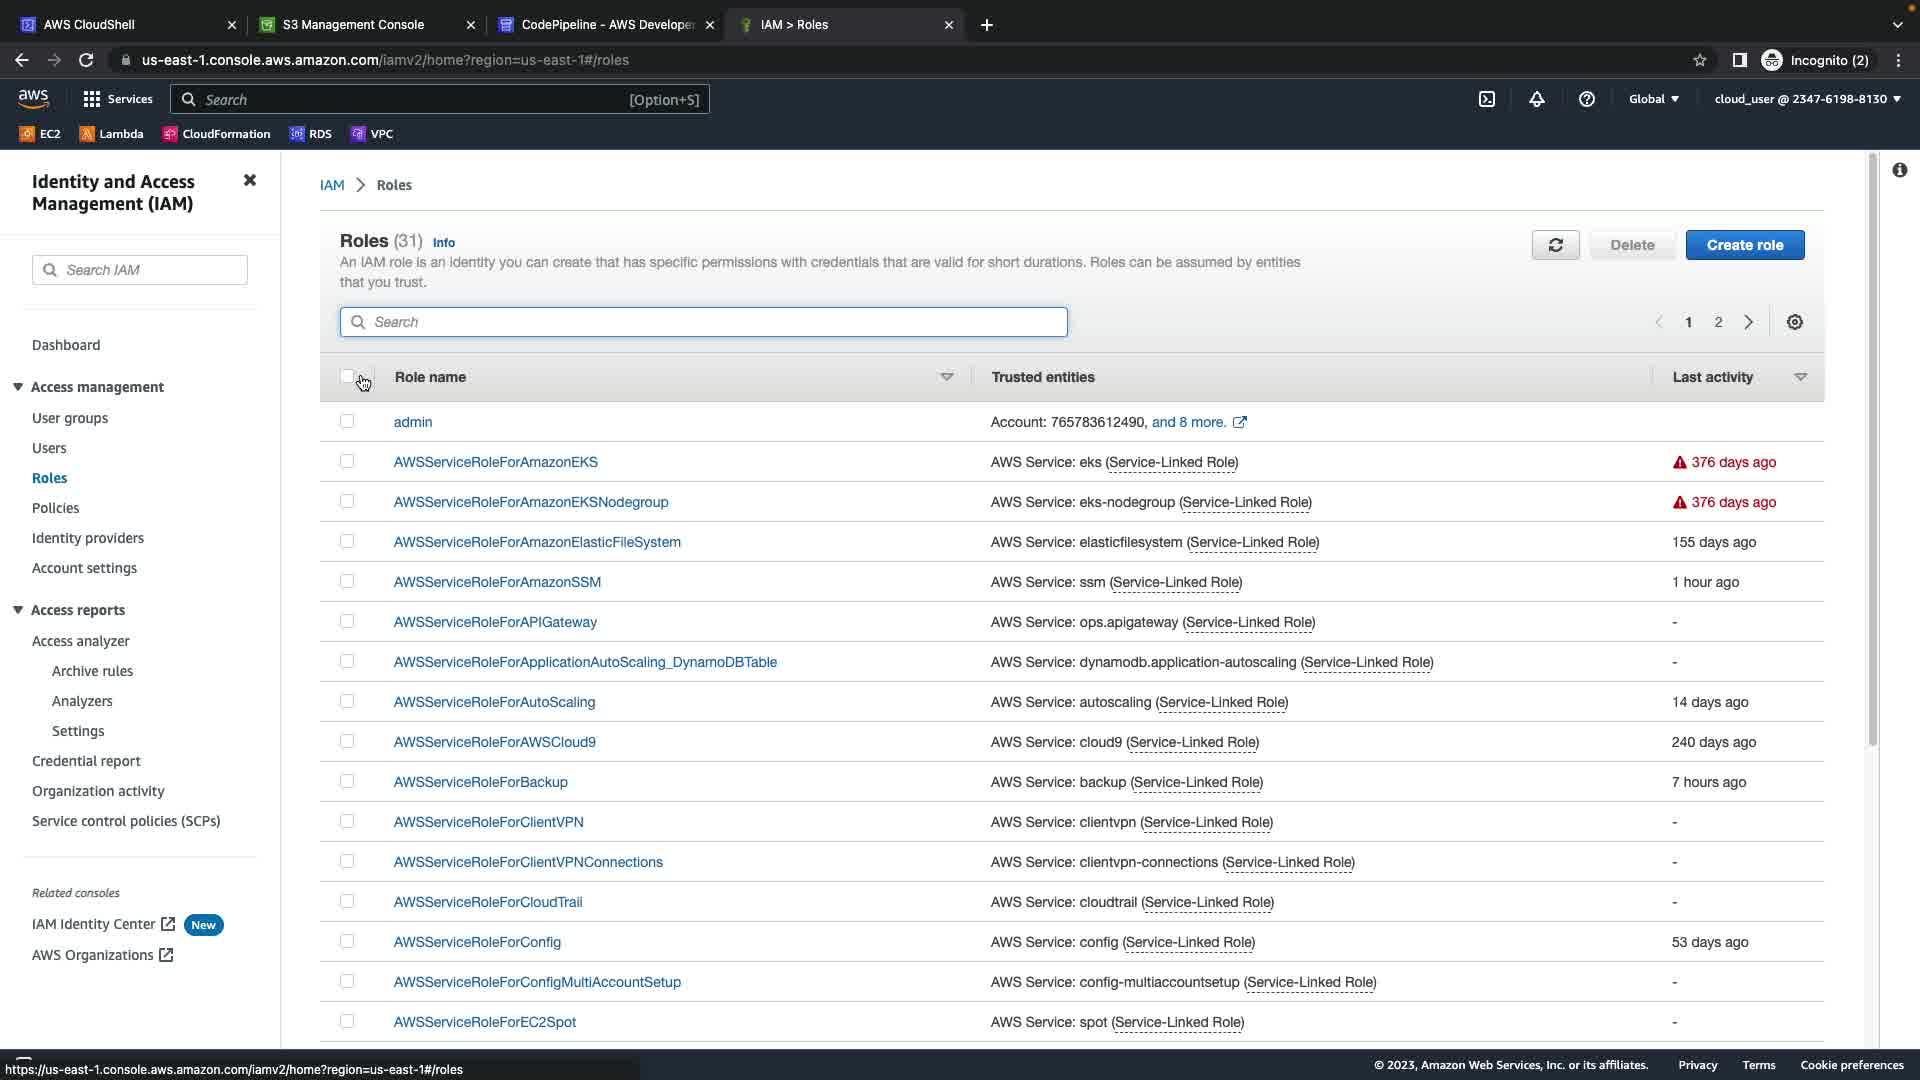 AWS CloudShell
S3 Management Console
CodePipeline - AWS Develope
IAM > Roles
us-east-1.console.aws.amazon.com/iamv2/home?region=us-east-1#/roles
Incognito (2)
aws
Services
Search
[Option+S]
Global
cloud_user @ 2347-6198-8130
EC2
Lambda
CloudFormation
RDS
VPC
Identity and Access
Management (IAM)
Search IAM
Dashboard
Access management
User groups
Users
Roles
Policies
Identity providers
Account settings
Access reports
Access analyzer
Archive rules
Analyzers
Settings
Credential report
Organization activity
Service control policies (SCPs)
Related consoles
IAM Identity Center New
AWS Organizations
IAM > Roles
Roles (31) Info
An IAM role is an identity you can create that has specific permissions with credentials that are valid for short durations. Roles can be assumed by entities
that you trust.
Delete
Create role
Search
1 2
Role name Trusted entities Last activity
admin Account: 765783612490, and 8 more.
AWSServiceRoleForAmazonEKS AWS Service: eks (Service-Linked Role) 376 days ago
AWSServiceRoleForAmazonEKSNodegroup AWS Service: eks-nodegroup (Service-Linked Role) 376 days ago
AWSServiceRoleForAmazonElasticFileSystem AWS Service: elasticfilesystem (Service-Linked Role) 155 days ago
AWSServiceRoleForAmazonSSM AWS Service: ssm (Service-Linked Role) 1 hour ago
AWSServiceRoleForAPIGateway AWS Service: ops.apigateway (Service-Linked Role) -
AWSServiceRoleForApplicationAutoScaling_DynamoDBTable AWS Service: dynamodb.application-autoscaling (Service-Linked Role) -
AWSServiceRoleForAutoScaling AWS Service: autoscaling (Service-Linked Role) 14 days ago
AWSServiceRoleForAWSCloud9 AWS Service: cloud9 (Service-Linked Role) 240 days ago
AWSServiceRoleForBackup AWS Service: backup (Service-Linked Role) 7 hours ago
AWSServiceRoleForClientVPN AWS Service: clientvpn (Service-Linked Role) -
AWSServiceRoleForClientVPNConnections AWS Service: clientvpn-connections (Service-Linked Role) -
AWSServiceRoleForCloudTrail AWS Service: cloudtrail (Service-Linked Role) -
AWSServiceRoleForConfig AWS Service: config (Service-Linked Role) 53 days ago
AWSServiceRoleForConfigMultiAccountSetup AWS Service: config-multiaccountsetup (Service-Linked Role) -
AWSServiceRoleForEC2Spot AWS Service: spot (Service-Linked Role) -
https://us-east-1.console.aws.amazon.com/iamv2/home?region=us-east-1#/roles
© 2023, Amazon Web Services, Inc. or its affiliates. Privacy Terms Cookie preferences